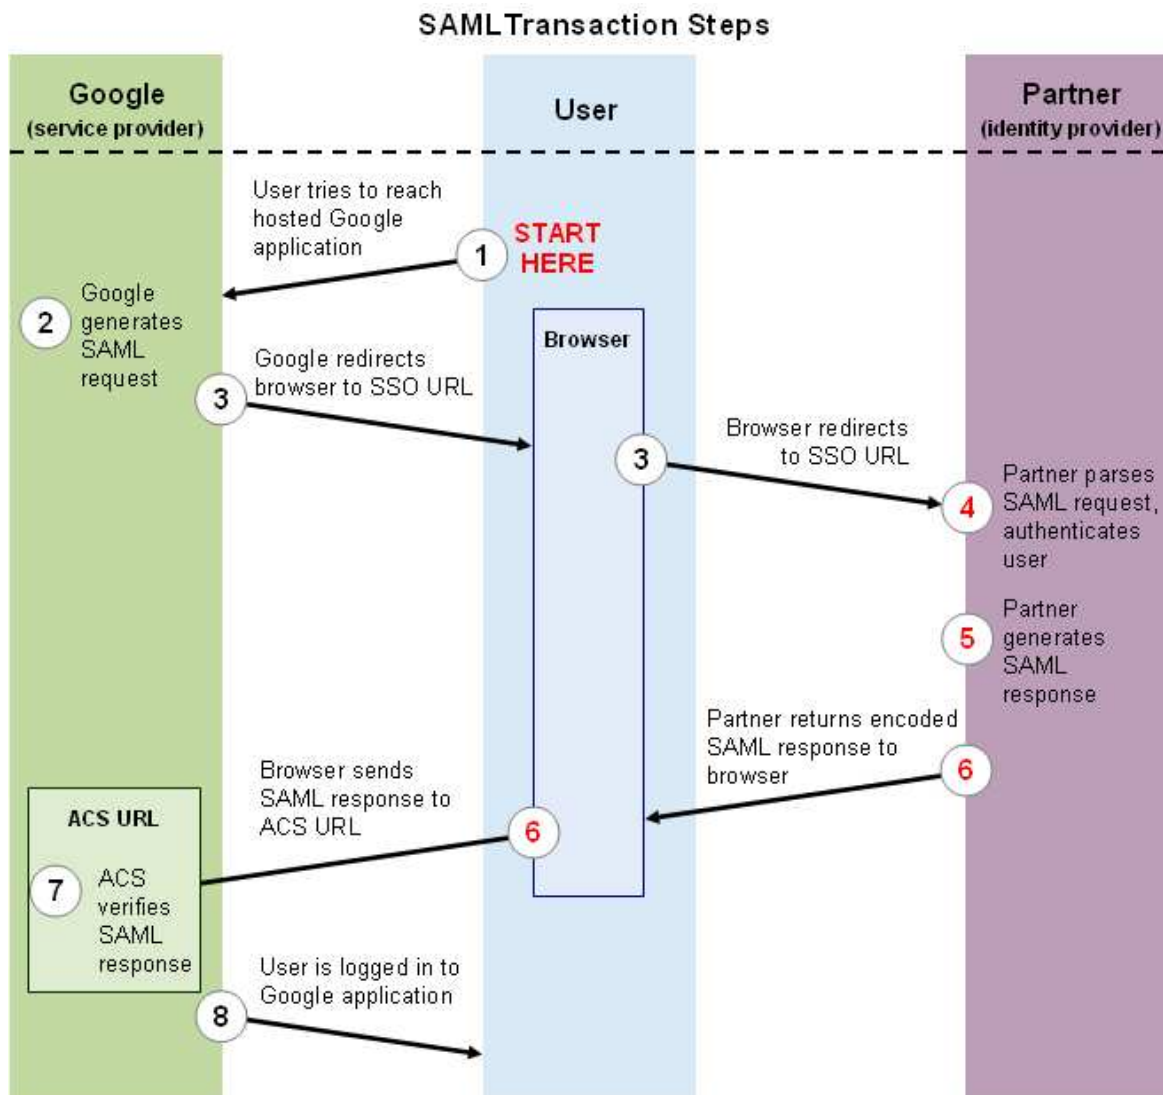 SAML Transaction Steps
Google
(service provider)
User
Partner
(identity provider)
User tries to reach
hosted Google
application
1
START
HERE
2
Google
generates
SAML
request
Browser
3
Google redirects
browser to SSO URL
3
Browser redirects
to SSO URL
4
Partner parses
SAML request,
authenticates
user
5
Partner
generates
SAML
response
Partner returns encoded
SAML response to
browser
6
Browser sends
SAML response to
ACS URL
6
ACS URL
7
ACS
verifies
SAML
response
User is logged in to
Google application
8